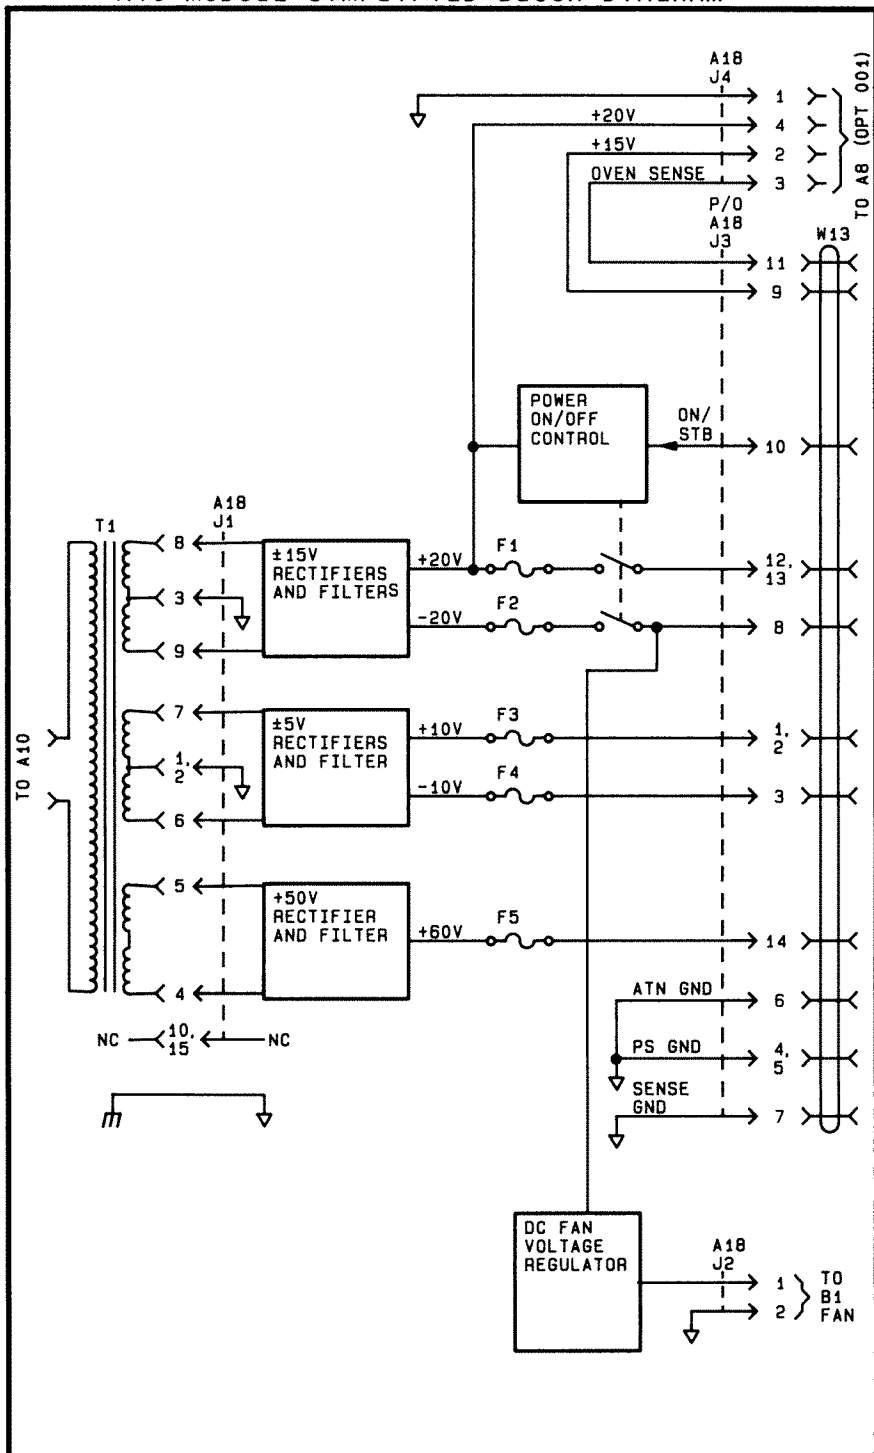 A18
J4
1
+20V
4
+15V
2
OVEN SENSE
3
TO A8 (OPT 001)
P/O
A18
J3
W13
11
9
POWER
ON/OFF
CONTROL
ON/
STB
10
A18
J1
T1
8
±15V
RECTIFIERS
AND FILTERS
+20V
F1
12,
13
3
-20V
F2
8
9
TO A10
7
±5V
RECTIFIERS
AND FILTER
+10V
F3
1,
2
1,
2
-10V
F4
3
6
5
+50V
RECTIFIER
AND FILTER
+60V
F5
14
4
ATN GND
6
NC
10,
15
NC
PS GND
4,
5
SENSE
GND
7
DC FAN
VOLTAGE
REGULATOR
A18
J2
1
2
TO
B1
FAN